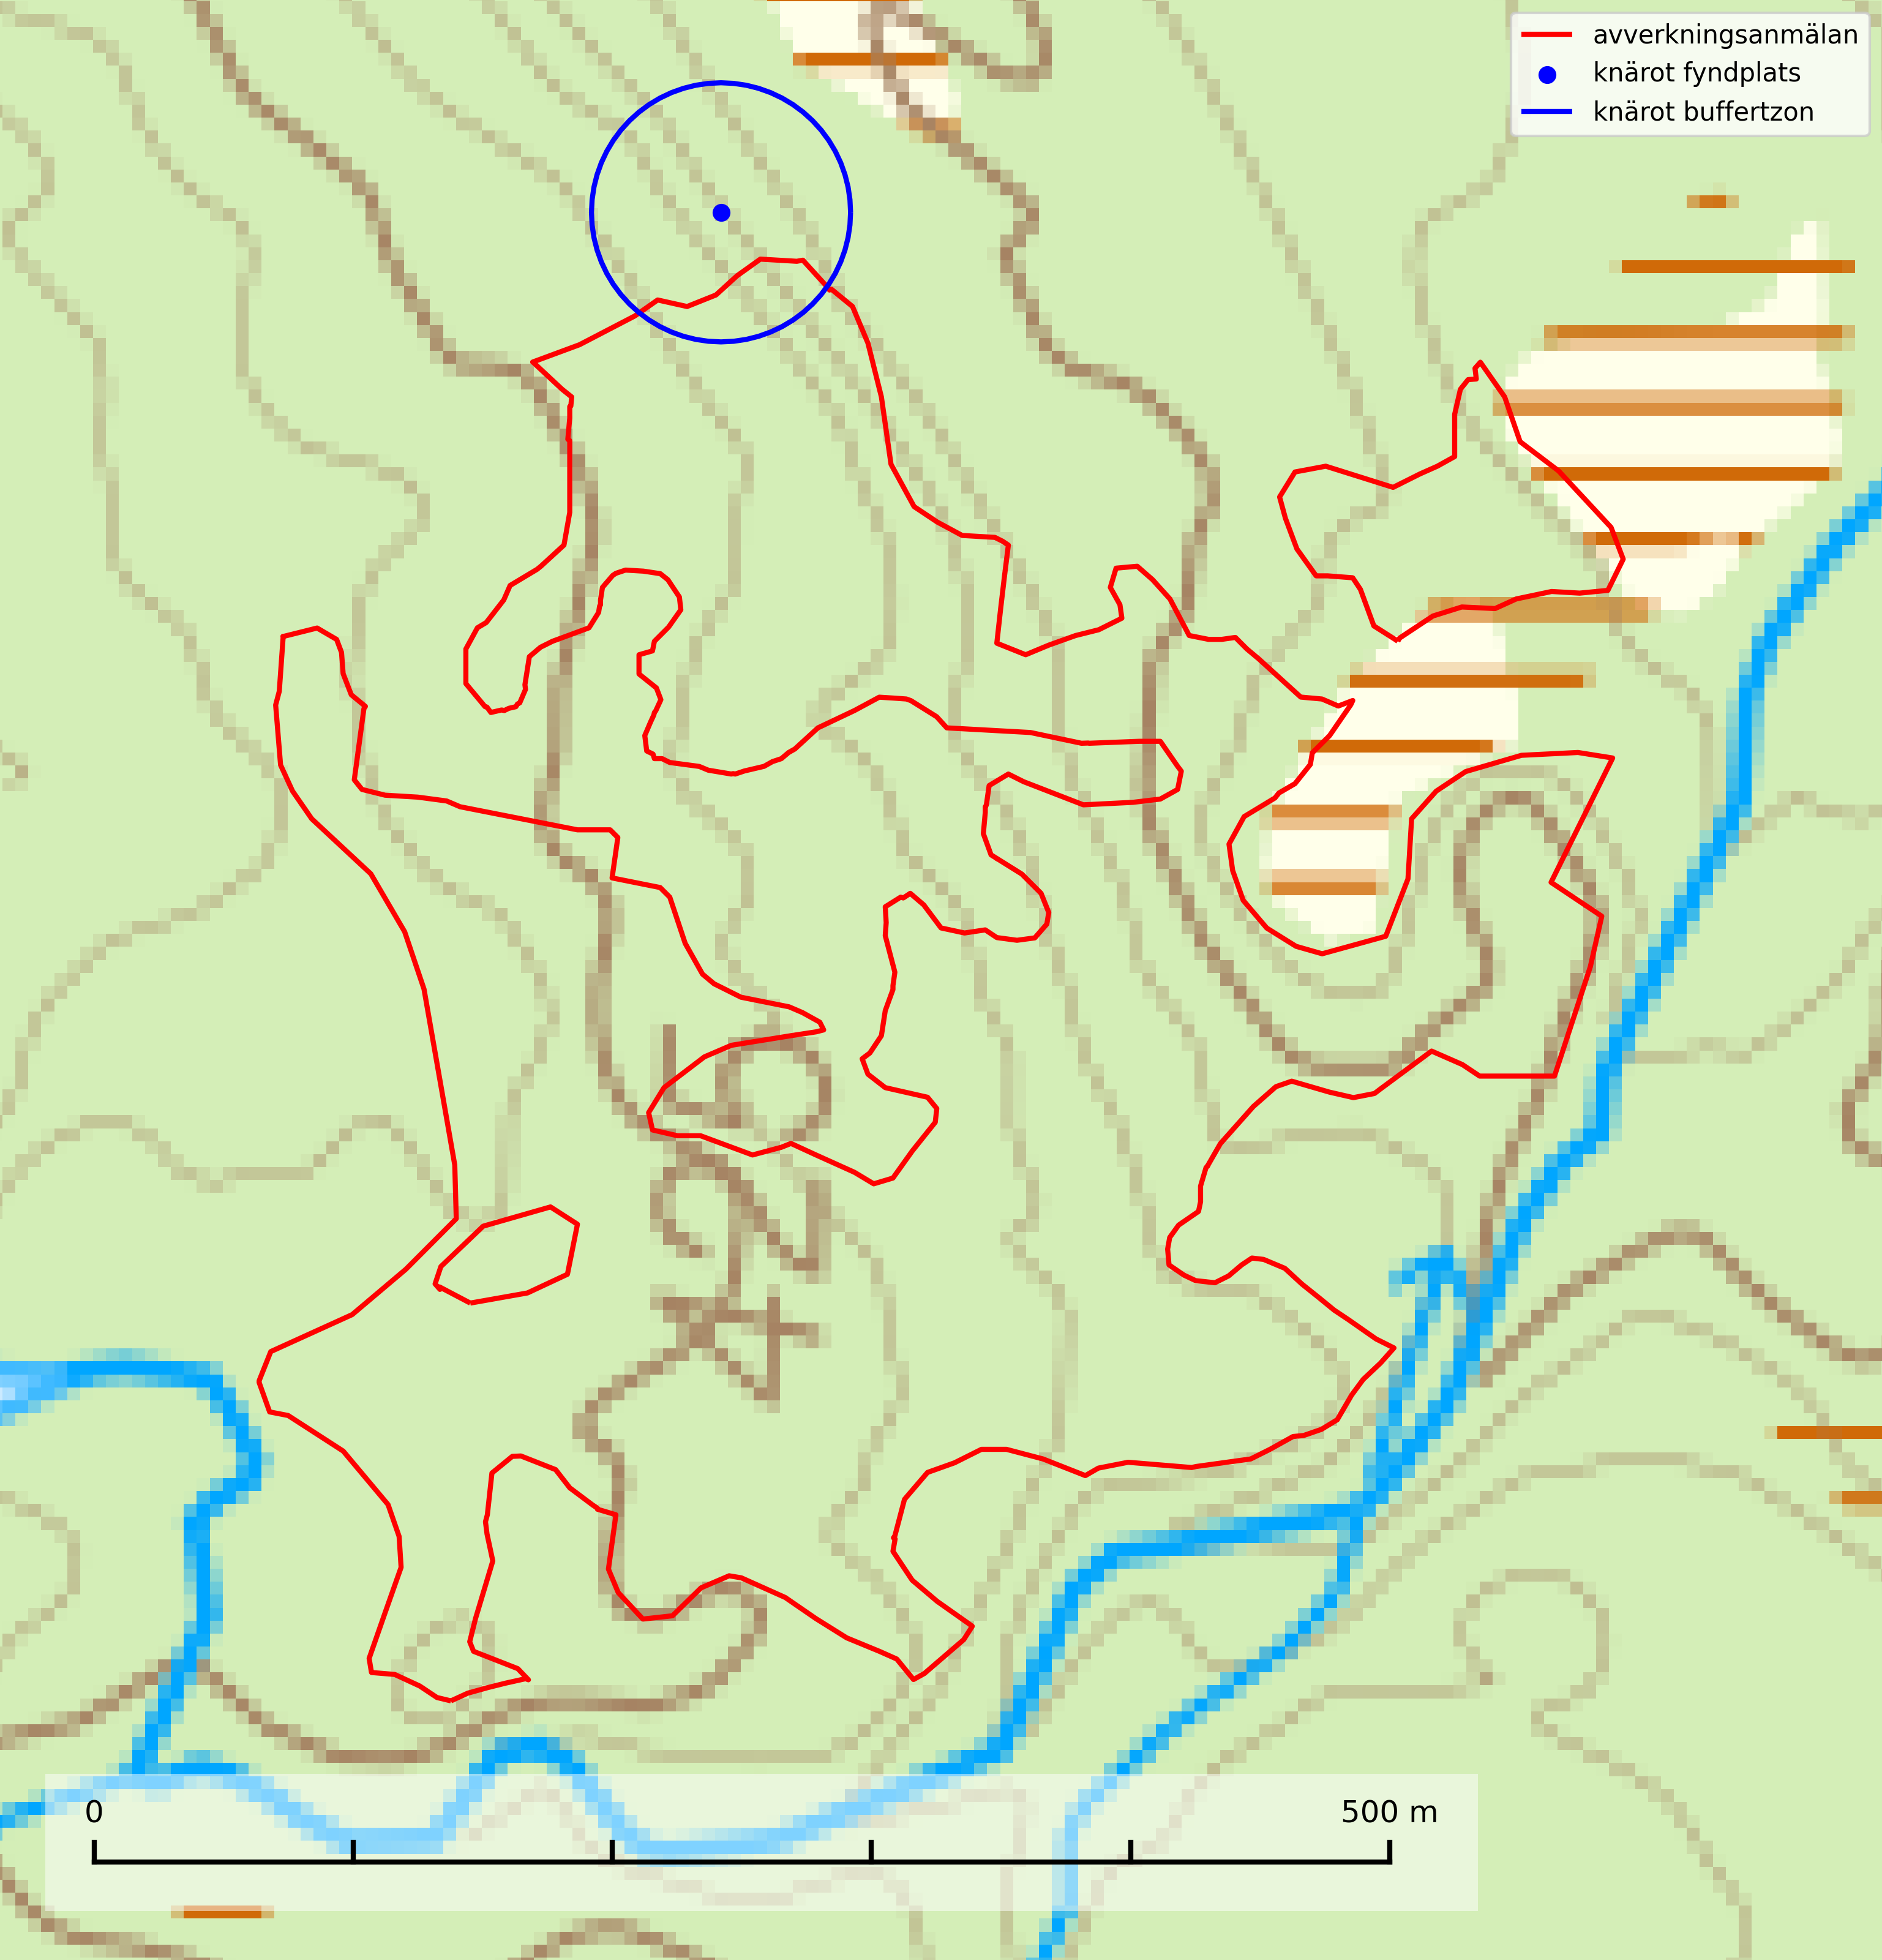 avverkningsanmälan
knärot fyndplats
knärot buffertzon
0
500 m